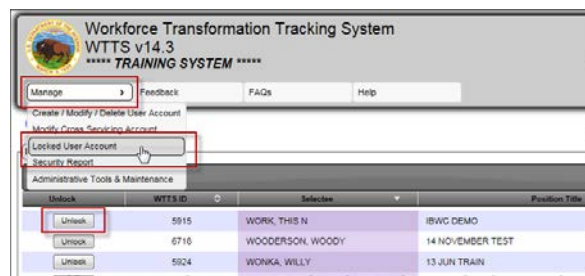 Workforce Transformation Tracking System
WTTS v14.3
***** TRAINING SYSTEM *****
Manage Feedback FAQs Help
Create / Modify / Delete User Account
Modify Cross Servicing Account
Locked User Account
Security Report
Administrative Tools & Maintenance
Unlock WTTS ID Selectee Position Title
Unlock 5915 WORK, THIS N IBWC DEMO
Unlock 6716 WOODERSON, WOODY 14 NOVEMBER TEST
Unlock 5924 WONKA, WILLY 13 JUN TRAIN